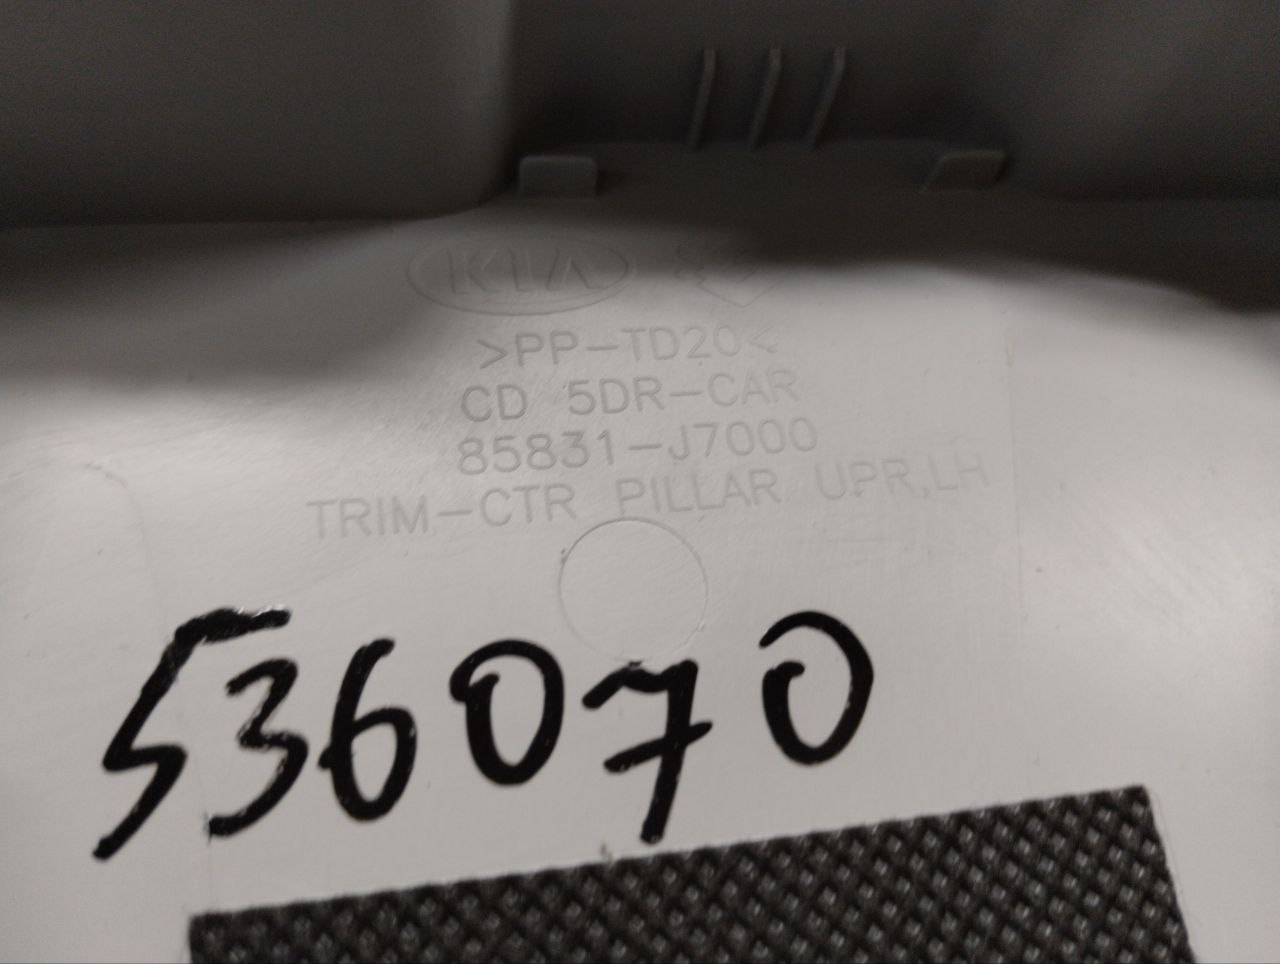 KIA
>PP-TD20<
CD 5DR-CAR
85831-J7000
TRIM-CTR PILLAR UPR,LH
536070